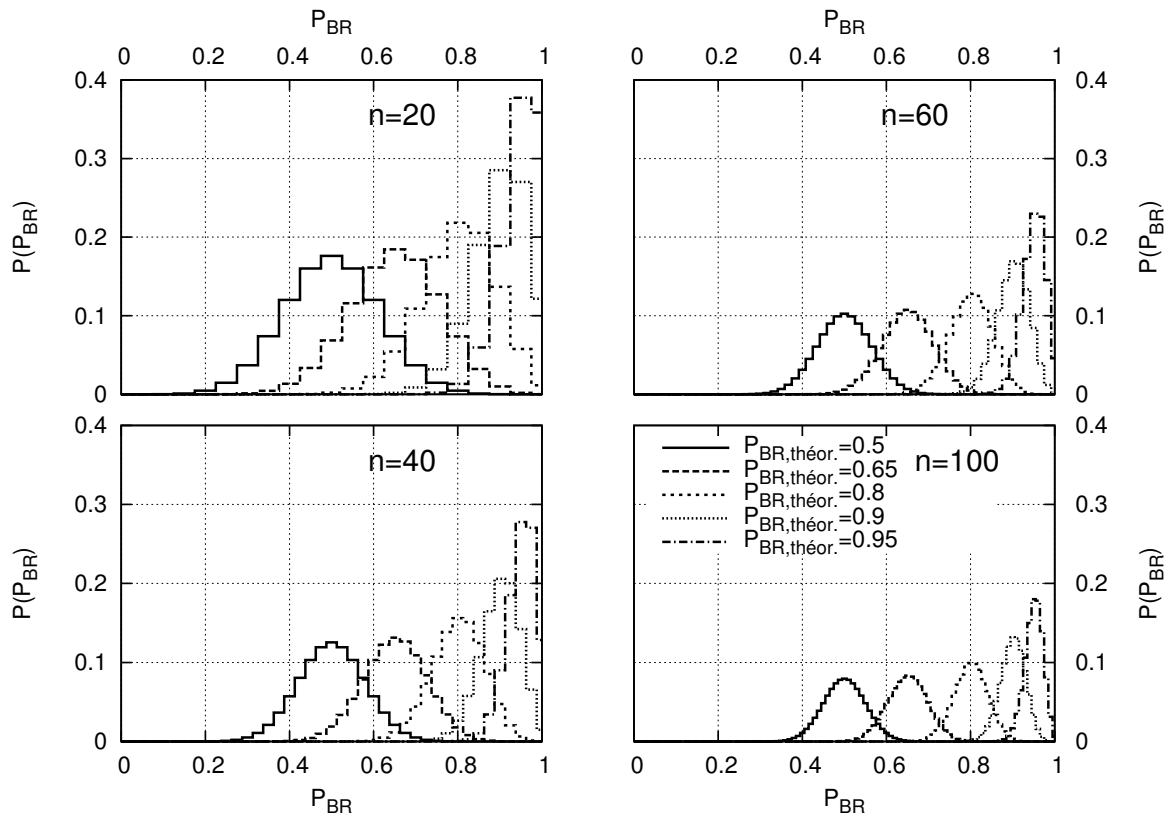 P_BR
0 0.2 0.4 0.6 0.8 1
0.4
0.3
0.2
0.1
0
P(P_BR)
n=20
P_BR
0 0.2 0.4 0.6 0.8 1
0.4
0.3
0.2
0.1
0
P(P_BR)
n=60
0.4
0.3
0.2
0.1
0
P(P_BR)
n=40
0 0.2 0.4 0.6 0.8 1
P_BR
P_BR,théor.=0.5
P_BR,théor.=0.65
P_BR,théor.=0.8
P_BR,théor.=0.9
P_BR,théor.=0.95
n=100
0.4
0.3
0.2
0.1
0
P(P_BR)
0 0.2 0.4 0.6 0.8 1
P_BR